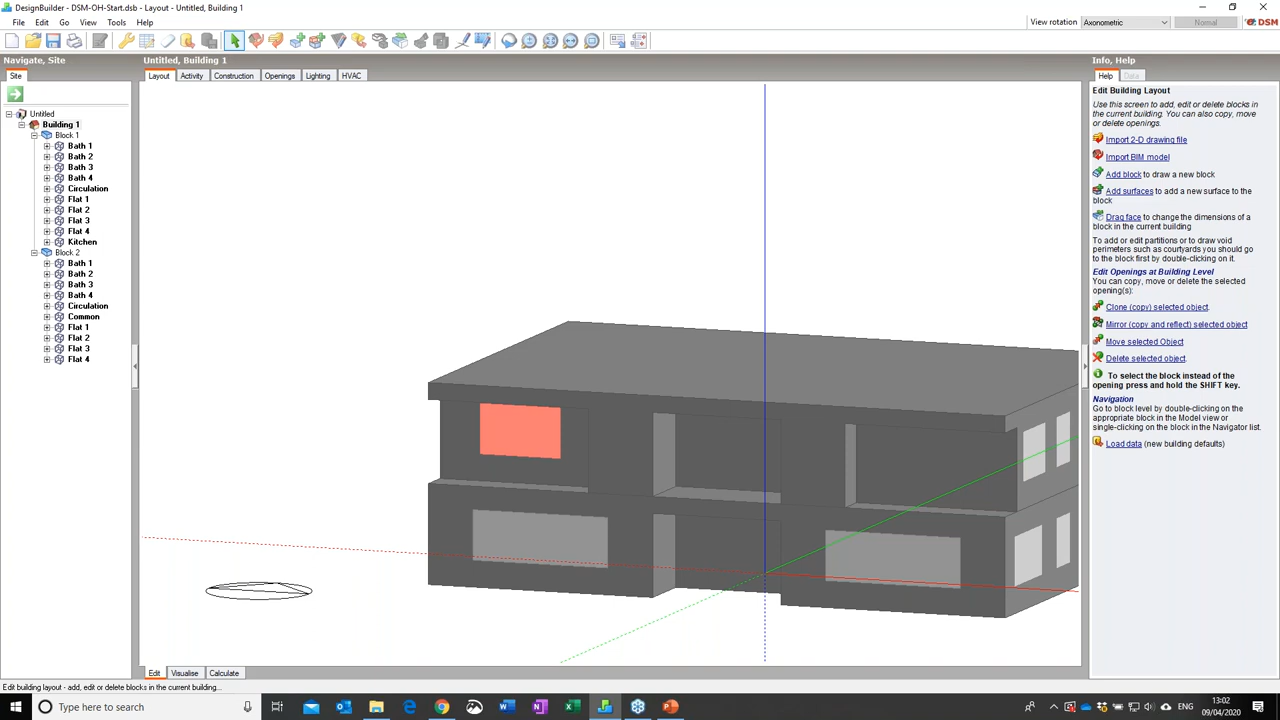 DesignBuilder - DSM-OH-Start.dsb - Layout - Untitled, Building 1
File Edit Go View Tools Help
View rotation Axonometric Normal e.DSM
Navigate, Site
Site
Untitled
Building 1
Block 1
Bath 1
Bath 2
Bath 3
Bath 4
Circulation
Flat 1
Flat 2
Flat 3
Flat 4
Kitchen
Block 2
Bath 1
Bath 2
Bath 3
Bath 4
Circulation
Common
Flat 1
Flat 2
Flat 3
Flat 4
Untitled, Building 1
Layout Activity Construction Openings Lighting HVAC
Edit Visualise Calculate
Info, Help
Help Data
Edit Building Layout
Use this screen to add, edit or delete blocks in
the current building. You can also copy, move
or delete openings.
Import 2-D drawing file
Import BIM model
Add block to draw a new block
Add surfaces to add a new surface to the
block
Drag face to change the dimensions of a
block in the current building
To add or edit partitions or to draw void
perimeters such as courtyards you should go
to the block first by double-clicking on it.
Edit Openings at Building Level
You can copy, move or delete the selected
opening(s):
Clone (copy) selected object.
Mirror (copy and reflect) selected object
Move selected Object
Delete selected object.
To select the block instead of the
opening press and hold the SHIFT key.
Navigation
Go to block level by double-clicking on the
appropriate block in the Model view or
single-clicking on the block in the Navigator list.
Load data (new building defaults)
Edit building layout - add, edit or delete blocks in the current building...
Type here to search
ENG
13:02
09/04/2020